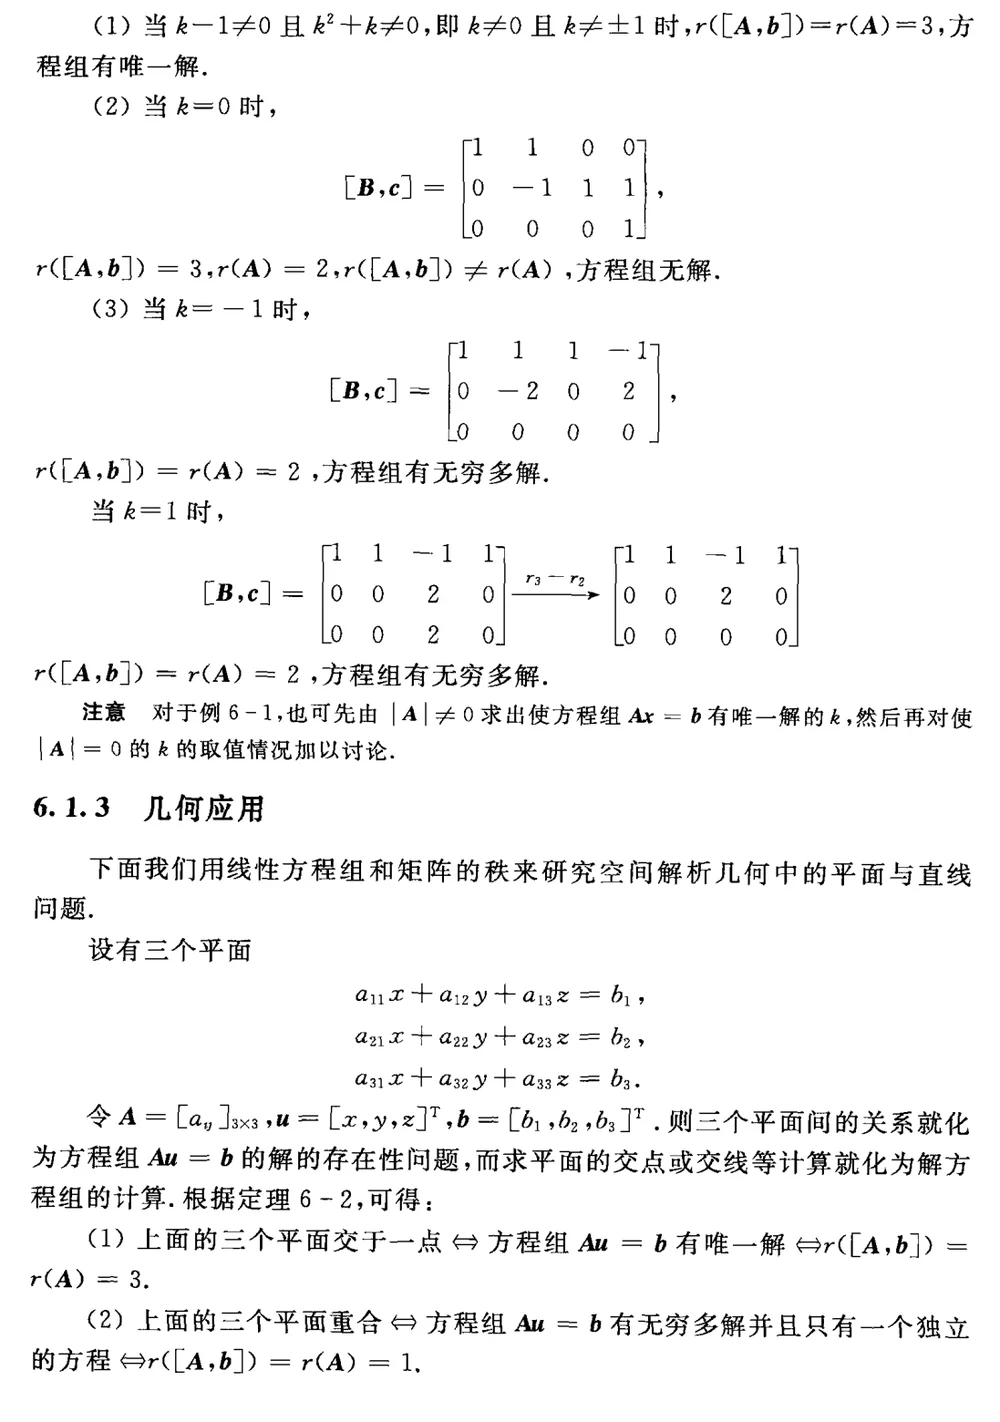 (1) 当 k−1≠0 且 k²+k≠0,即 k≠0 且 k≠±1 时,r([A,b])=r(A)=3,方
程组有唯一解.
(2) 当 k=0 时,
[B,c] = [1 1 0 0; 0 −1 1 1; 0 0 0 1],
r([A,b]) = 3,r(A) = 2,r([A,b]) ≠ r(A) ,方程组无解.
(3) 当 k= −1 时,
[B,c] = [1 1 1 −1; 0 −2 0 2; 0 0 0 0],
r([A,b]) = r(A) = 2 ,方程组有无穷多解.
当 k=1 时,
[B,c] = [1 1 −1 1; 0 0 2 0; 0 0 2 0] r₃−r₂ → [1 1 −1 1; 0 0 2 0; 0 0 0 0]
r([A,b]) = r(A) = 2 ,方程组有无穷多解.
注意 对于例 6-1,也可先由 |A|≠0 求出使方程组 Ax = b 有唯一解的 k,然后再对使
|A| = 0 的 k 的取值情况加以讨论.
6.1.3 几何应用
下面我们用线性方程组和矩阵的秩来研究空间解析几何中的平面与直线
问题.
设有三个平面
a₁₁x + a₁₂y + a₁₃z = b₁,
a₂₁x + a₂₂y + a₂₃z = b₂,
a₃₁x + a₃₂y + a₃₃z = b₃.
令 A = [aᵢⱼ]₃×₃,u = [x,y,z]ᵀ,b = [b₁,b₂,b₃]ᵀ.则三个平面间的关系就化
为方程组 Au = b 的解的存在性问题,而求平面的交点或交线等计算就化为解方
程组的计算.根据定理 6-2,可得:
(1) 上面的三个平面交于一点 ⇔ 方程组 Au = b 有唯一解 ⇔r([A,b]) =
r(A) = 3.
(2) 上面的三个平面重合 ⇔ 方程组 Au = b 有无穷多解并且只有一个独立
的方程 ⇔r([A,b]) = r(A) = 1.